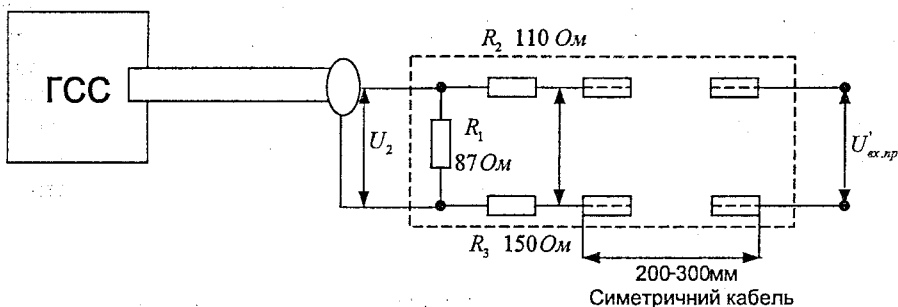 ГСС
R₂ 110 Ом
U₂
R₁
87 Ом
U'вх.пр
R₃ 150 Ом
200-300мм
Симетричний кабель